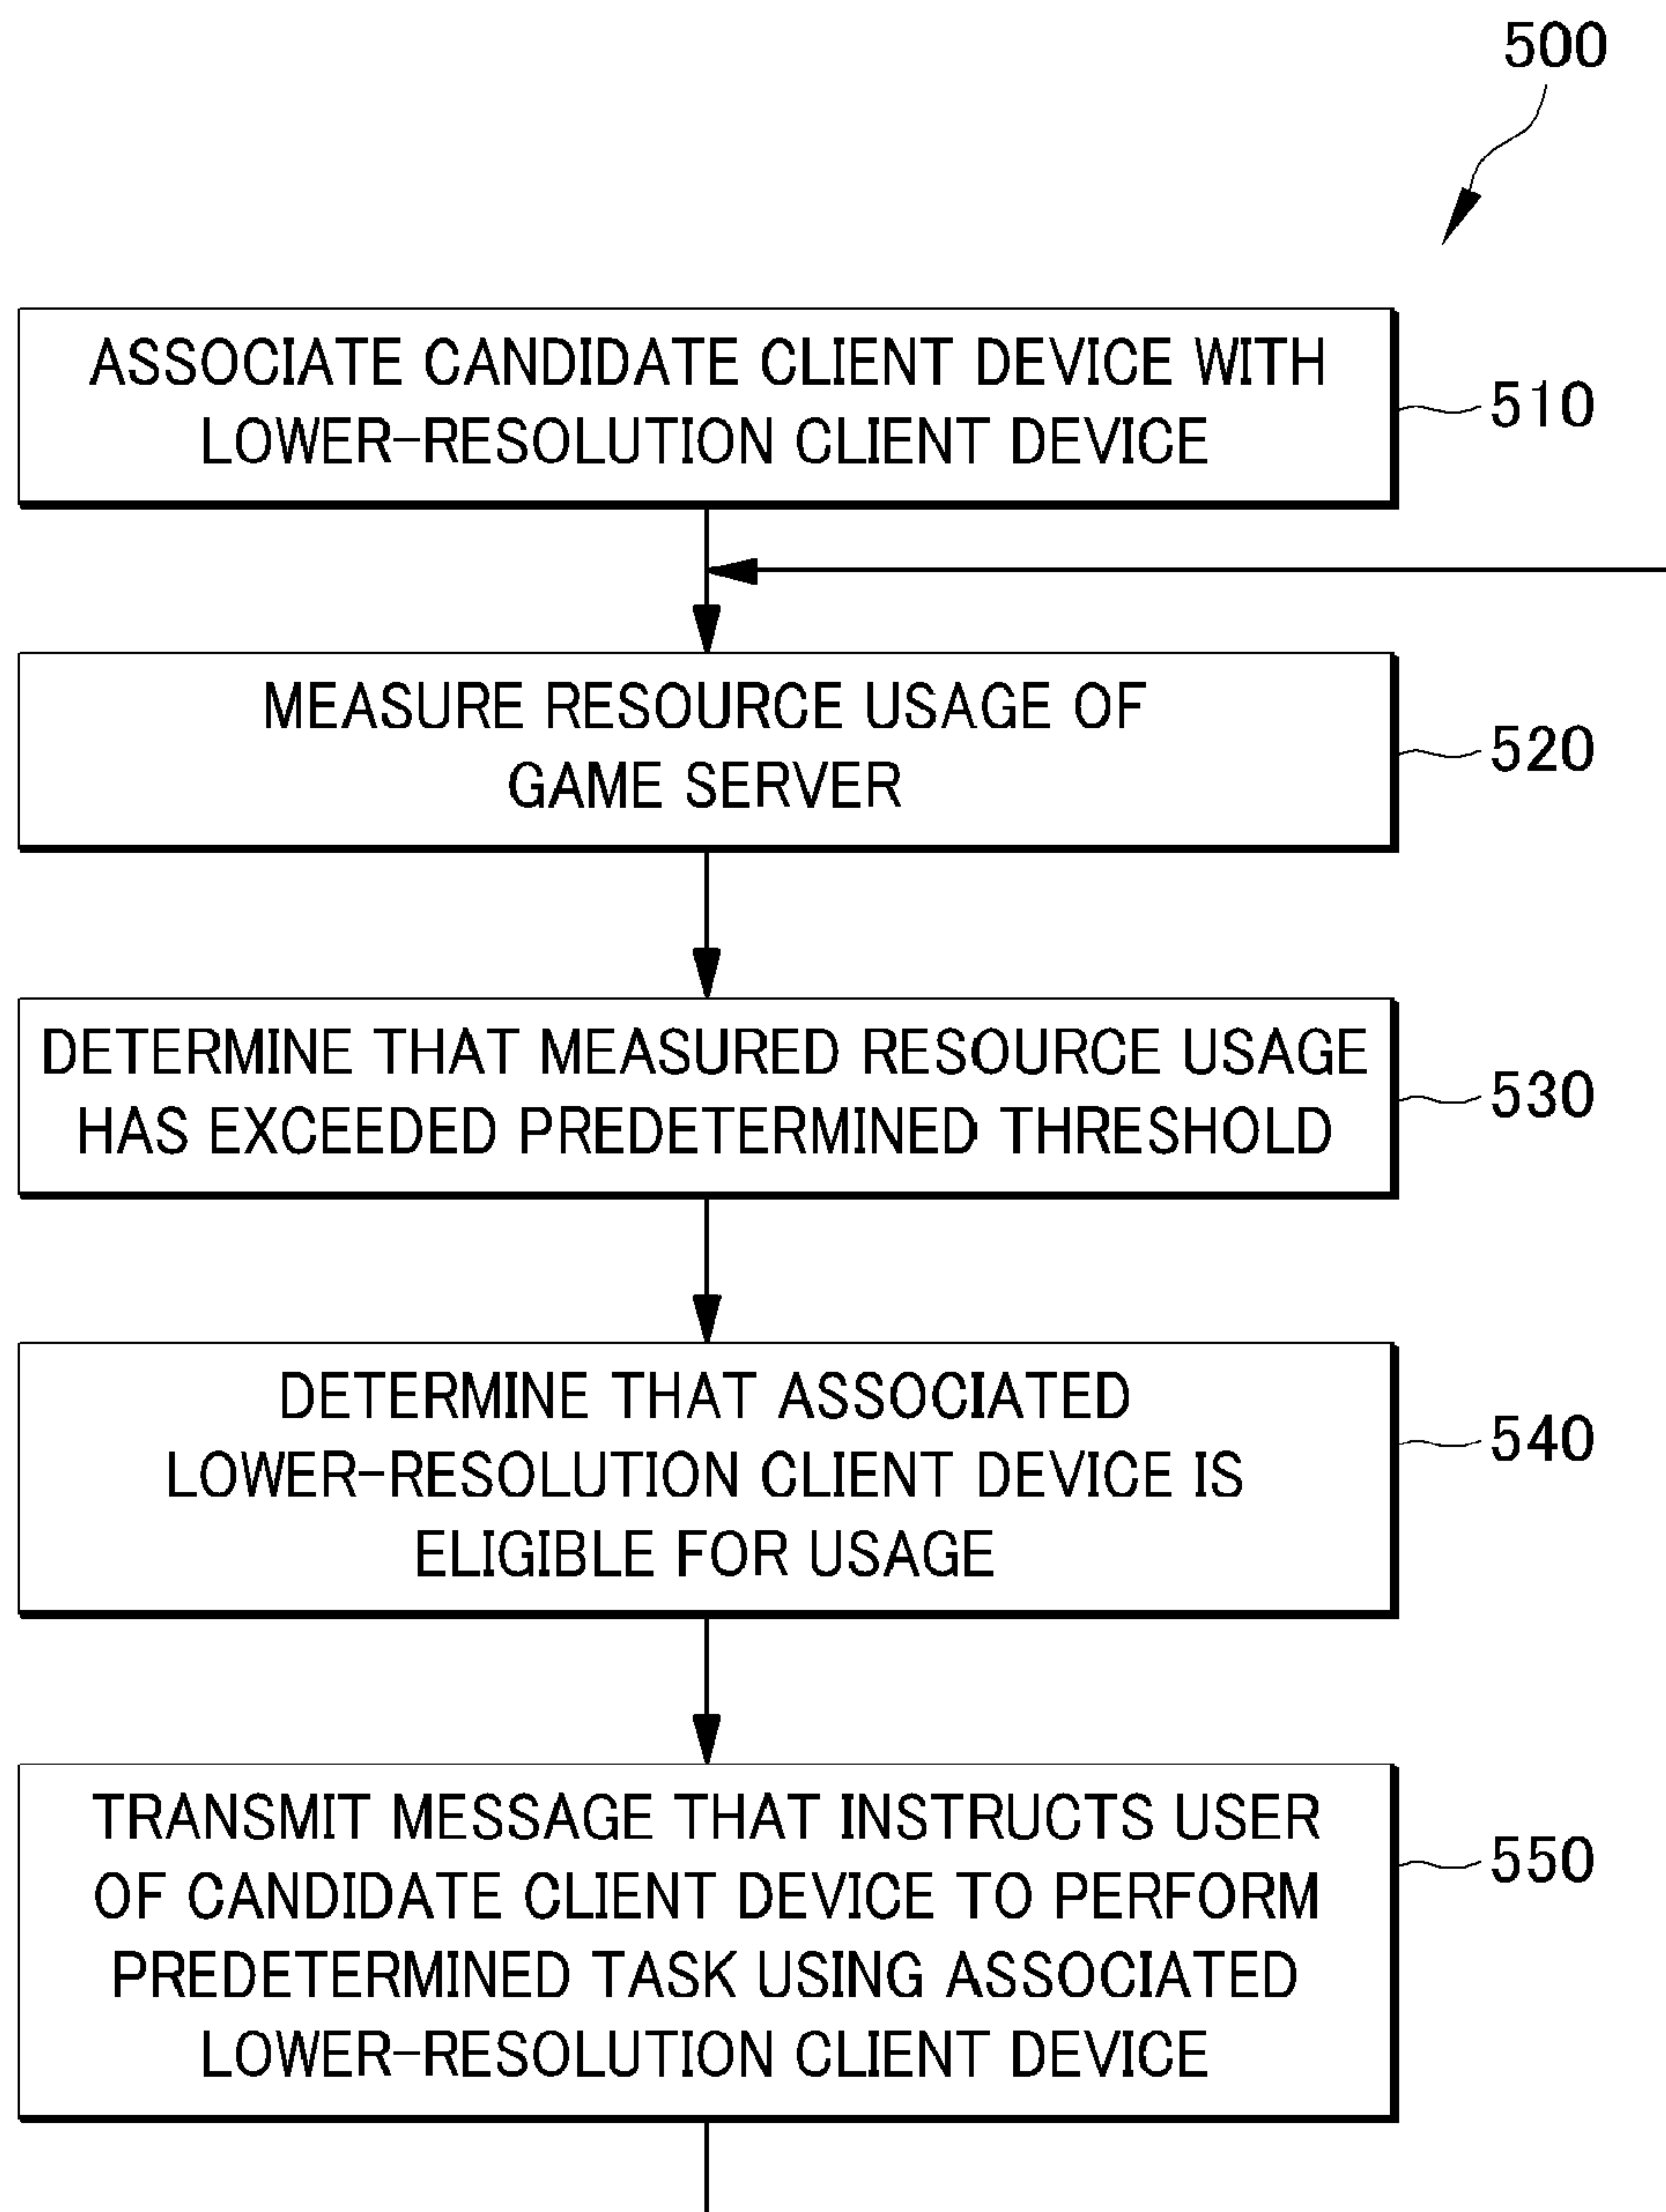 500
ASSOCIATE CANDIDATE CLIENT DEVICE WITH
LOWER-RESOLUTION CLIENT DEVICE
510
MEASURE RESOURCE USAGE OF
GAME SERVER
520
DETERMINE THAT MEASURED RESOURCE USAGE
HAS EXCEEDED PREDETERMINED THRESHOLD
530
DETERMINE THAT ASSOCIATED
LOWER-RESOLUTION CLIENT DEVICE IS
ELIGIBLE FOR USAGE
540
TRANSMIT MESSAGE THAT INSTRUCTS USER
OF CANDIDATE CLIENT DEVICE TO PERFORM
PREDETERMINED TASK USING ASSOCIATED
LOWER-RESOLUTION CLIENT DEVICE
550